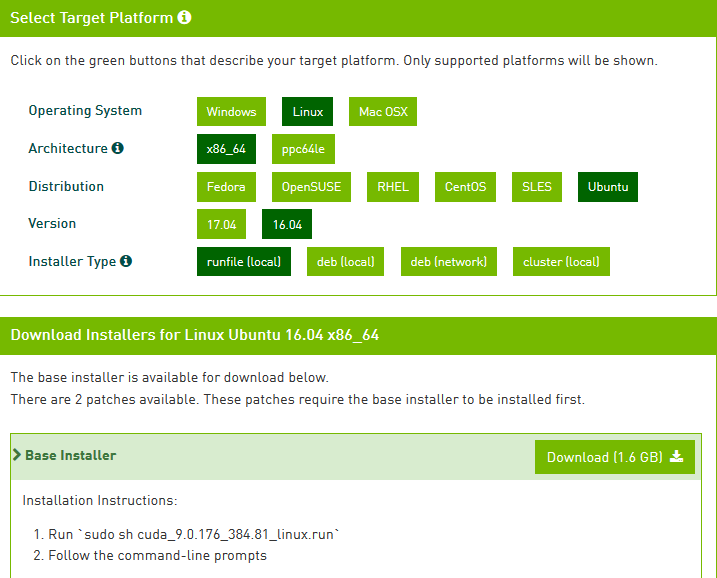 Select Target Platform
Click on the green buttons that describe your target platform. Only supported platforms will be shown.
Operating System Windows Linux Mac OSX
Architecture x86_64 ppc64le
Distribution Fedora OpenSUSE RHEL CentOS SLES Ubuntu
Version 17.04 16.04
Installer Type runfile (local) deb (local) deb (network) cluster (local)
Download Installers for Linux Ubuntu 16.04 x86_64
The base installer is available for download below.
There are 2 patches available. These patches require the base installer to be installed first.
Base Installer Download (1.6 GB)
Installation Instructions:
1. Run `sudo sh cuda_9.0.176_384.81_linux.run`
2. Follow the command-line prompts